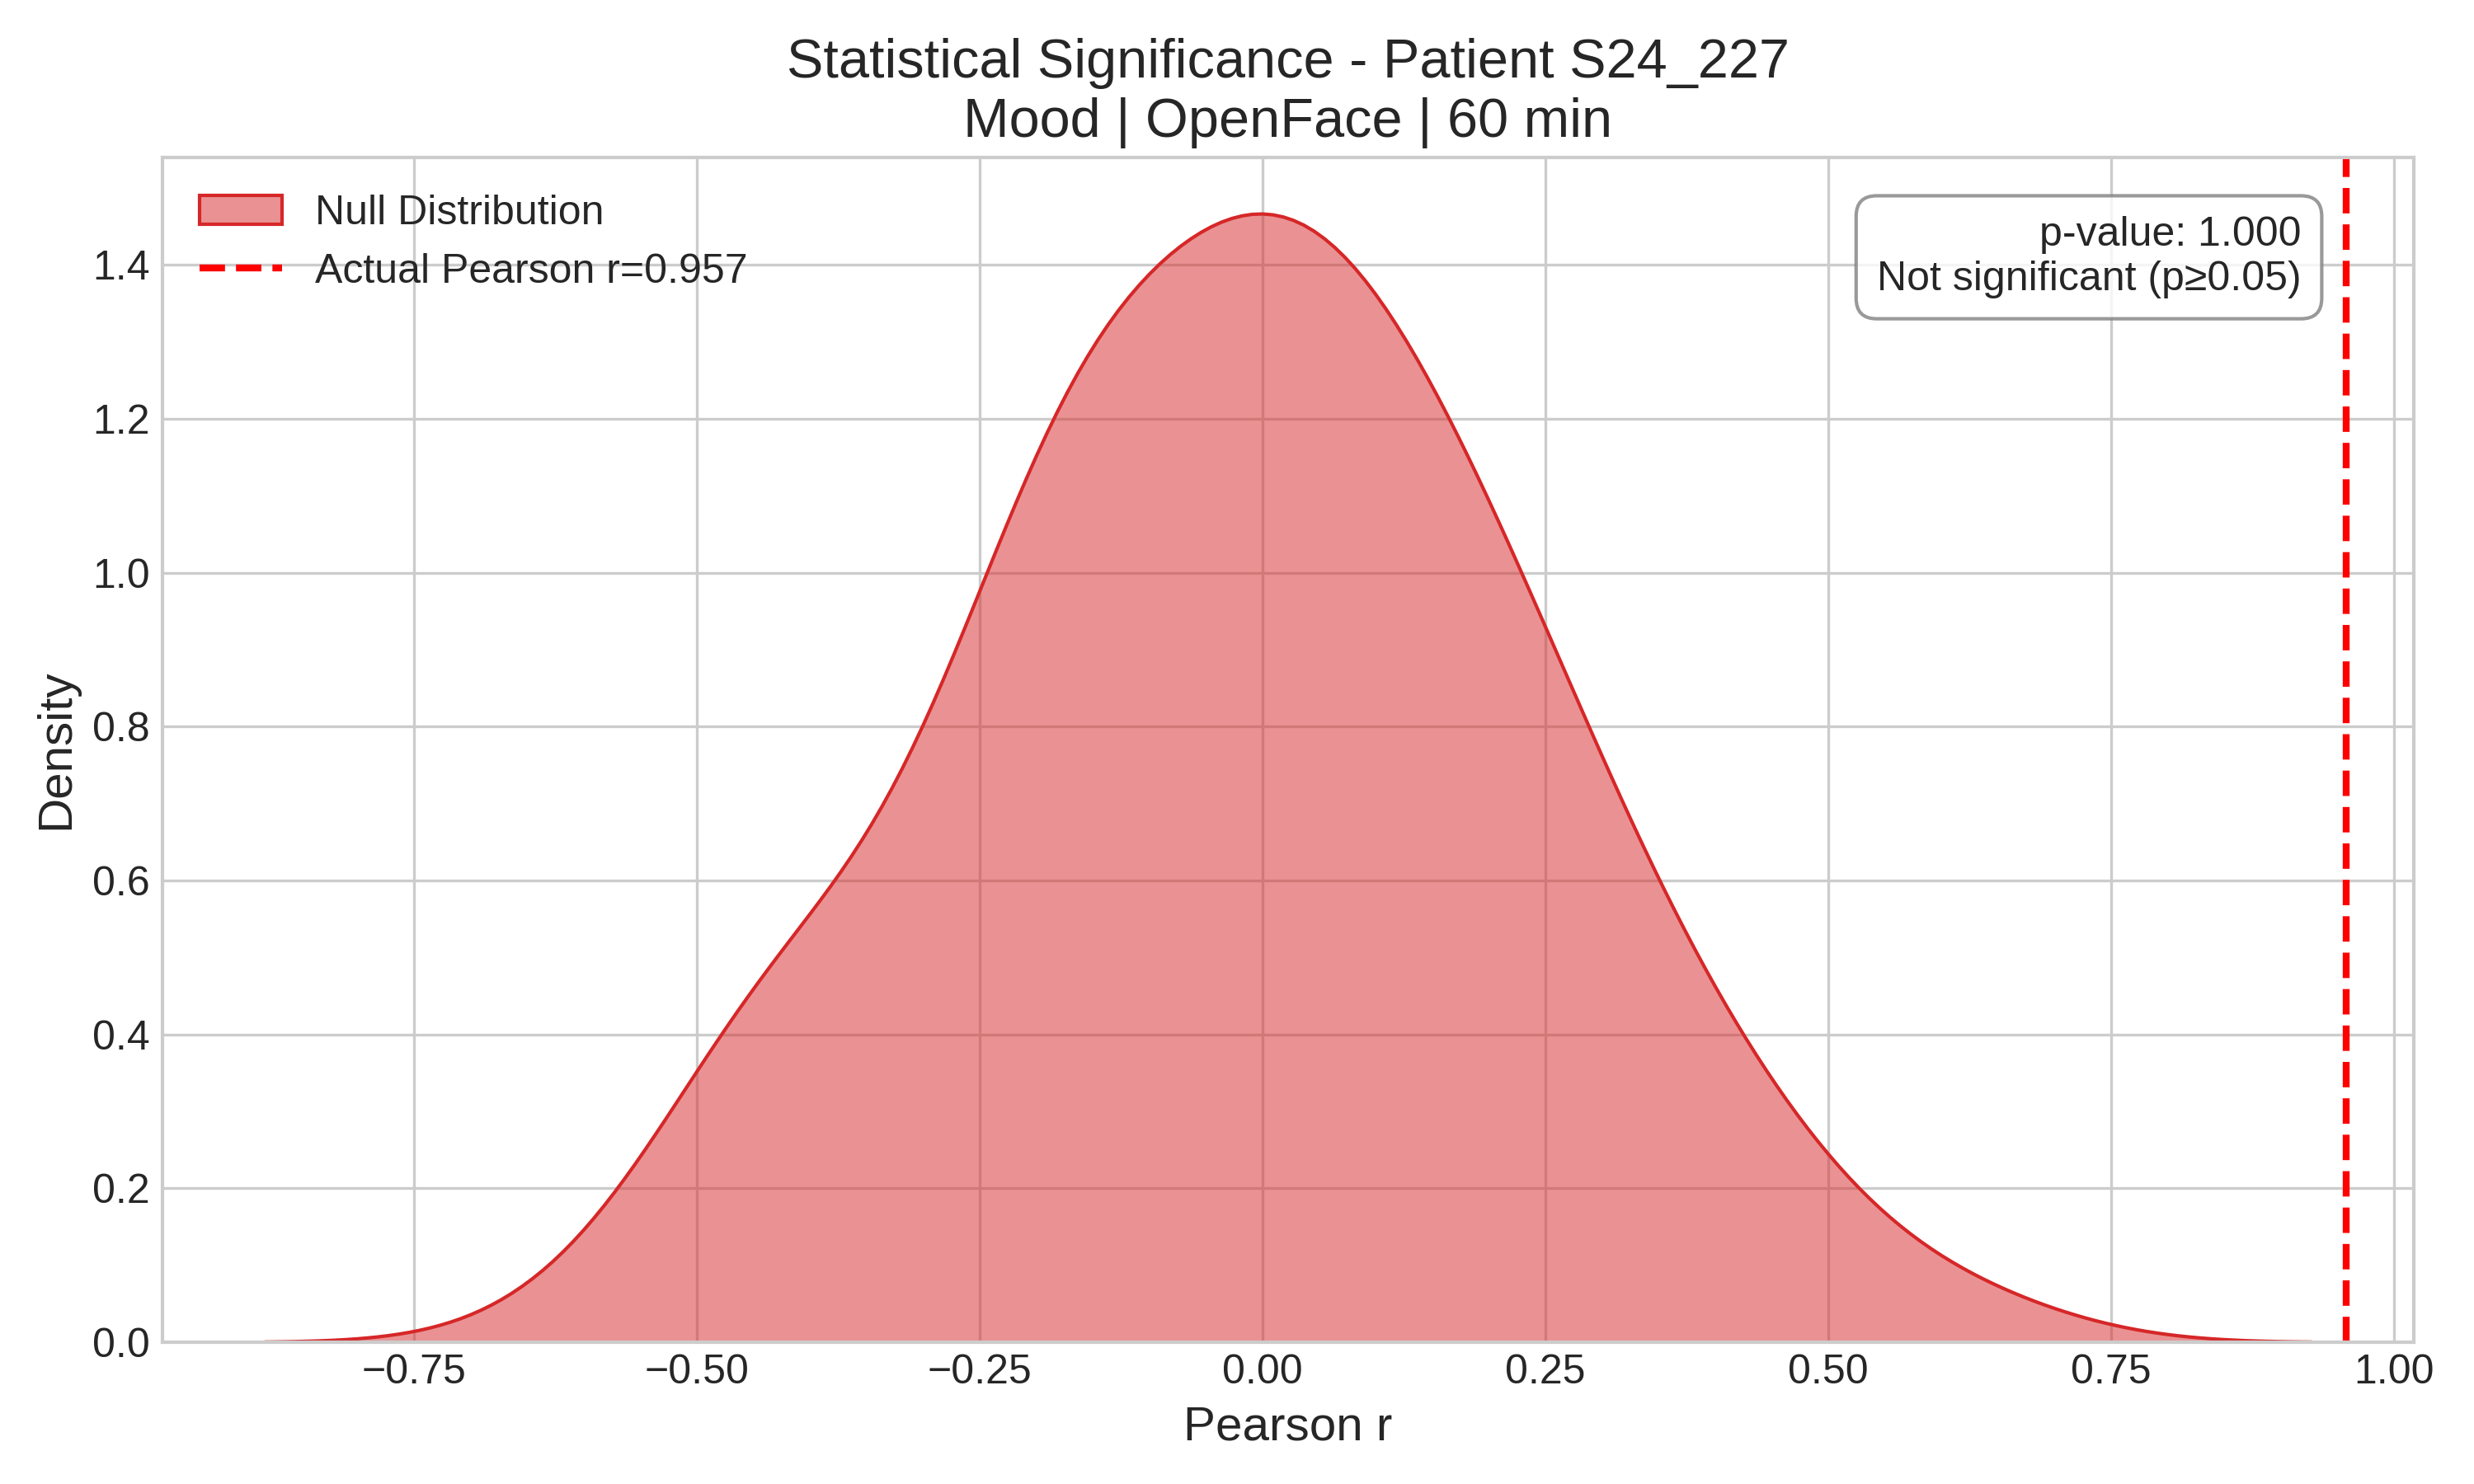 Statistical Significance - Patient S24_227
Mood | OpenFace | 60 min
Null Distribution
Actual Pearson r=0.957
p-value: 1.000
Not significant (p≥0.05)
Density
1.4
1.2
1.0
0.8
0.6
0.4
0.2
0.0
−0.75
−0.50
−0.25
0.00
0.25
0.50
0.75
1.00
Pearson r